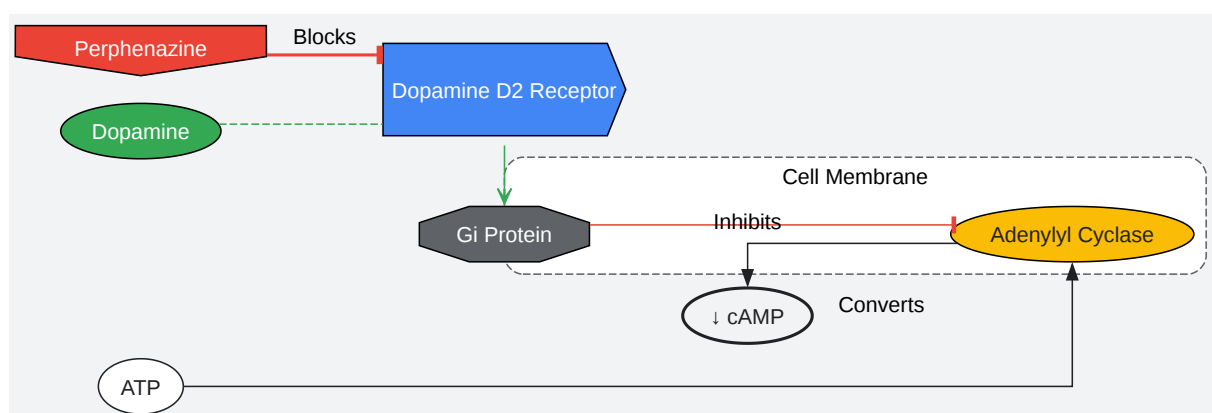 Perphenazine
Blocks
Dopamine D2 Receptor
Dopamine
Cell Membrane
Gi Protein
Inhibits
Adenylyl Cyclase
↓ cAMP
Converts
ATP